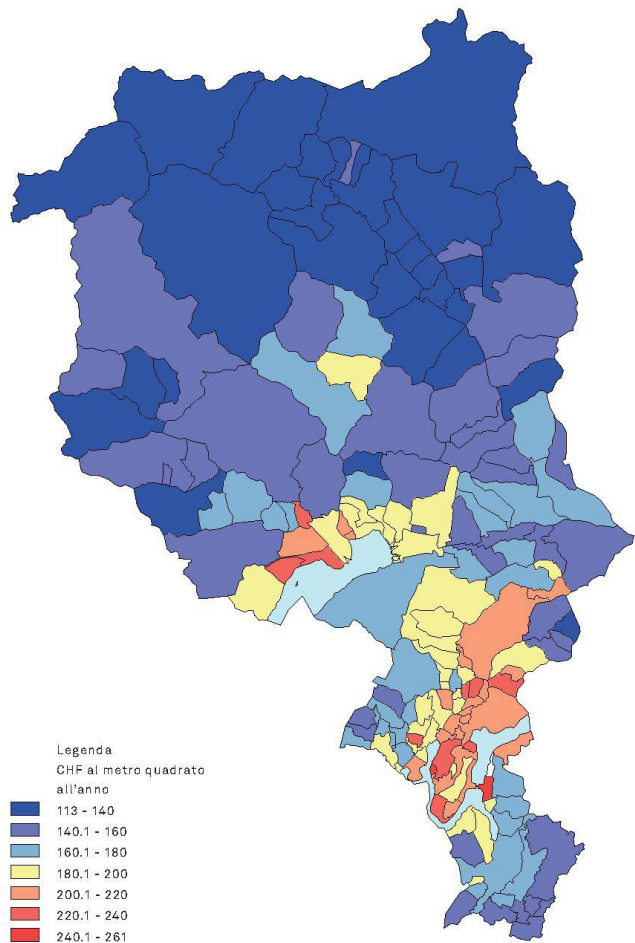 Legenda
CHF al metro quadrato
all'anno
113 - 140
140.1 - 160
160.1 - 180
180.1 - 200
200.1 - 220
220.1 - 240
240.1 - 261